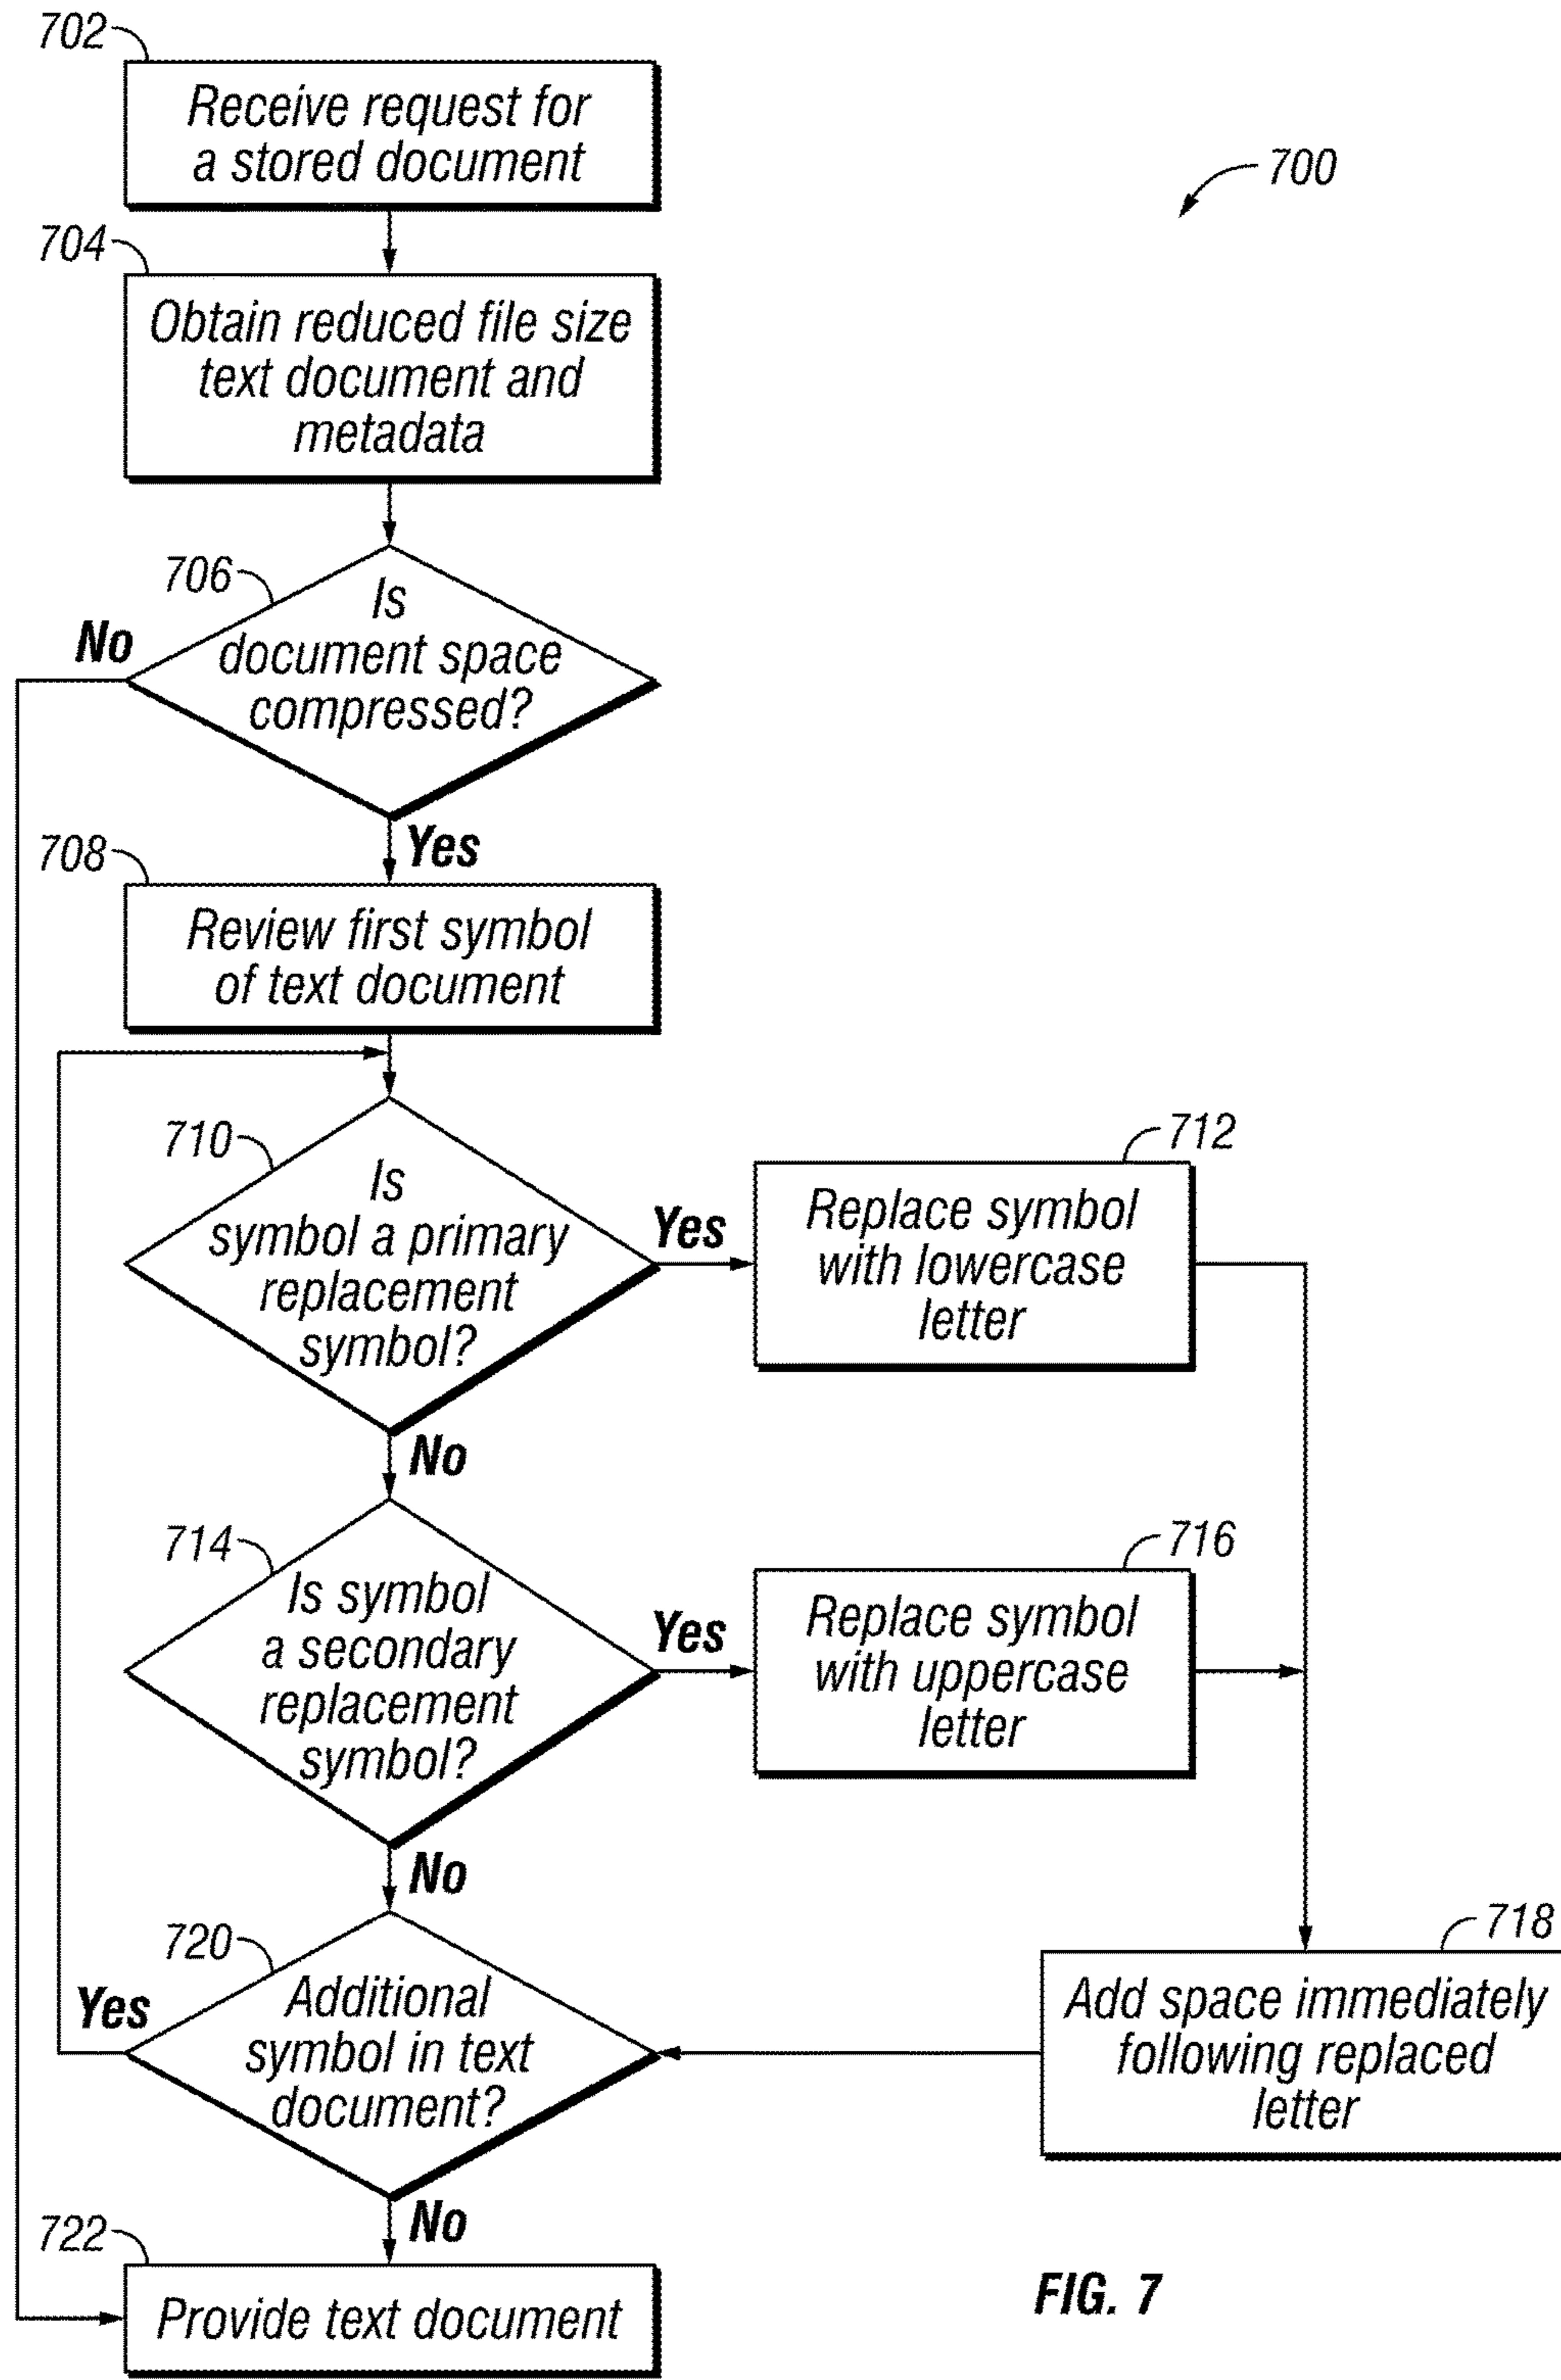 702
Receive request for
a stored document
700
704
Obtain reduced file size
text document and
metadata
706
Is
document space
compressed?
No
Yes
708
Review first symbol
of text document
710
Is
symbol a primary
replacement
symbol?
Yes
712
Replace symbol
with lowercase
letter
No
714
Is symbol
a secondary
replacement
symbol?
Yes
716
Replace symbol
with uppercase
letter
No
718
Add space immediately
following replaced
letter
720
Additional
symbol in text
document?
Yes
No
722
Provide text document
FIG. 7